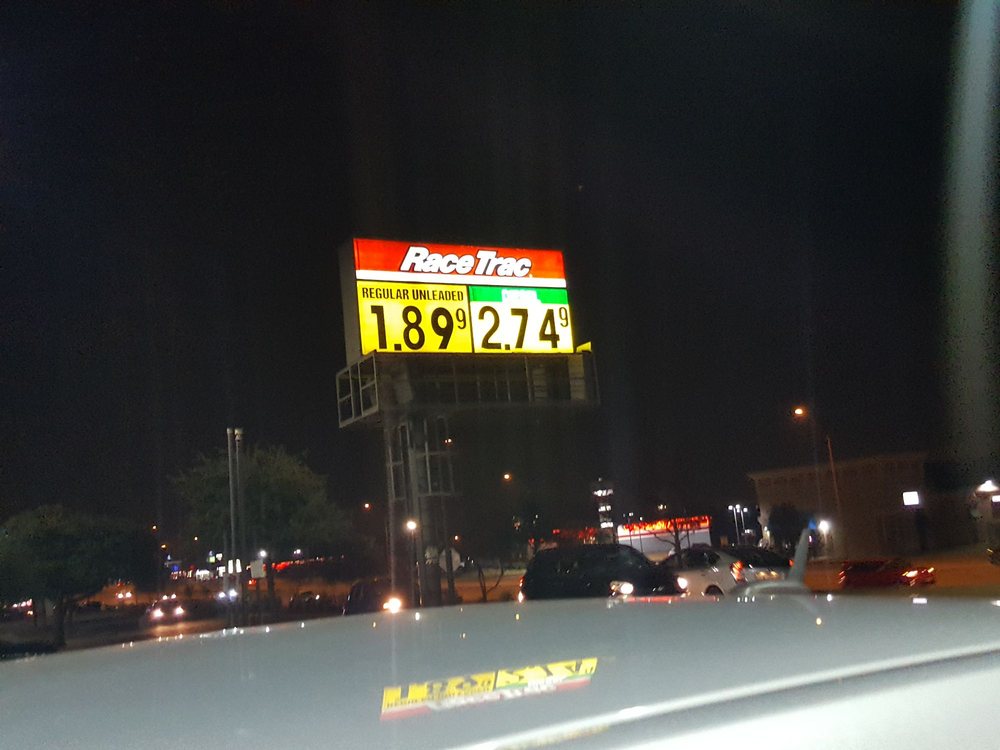 RaceTrac
REGULAR UNLEADED
1.89 9 2.74 9